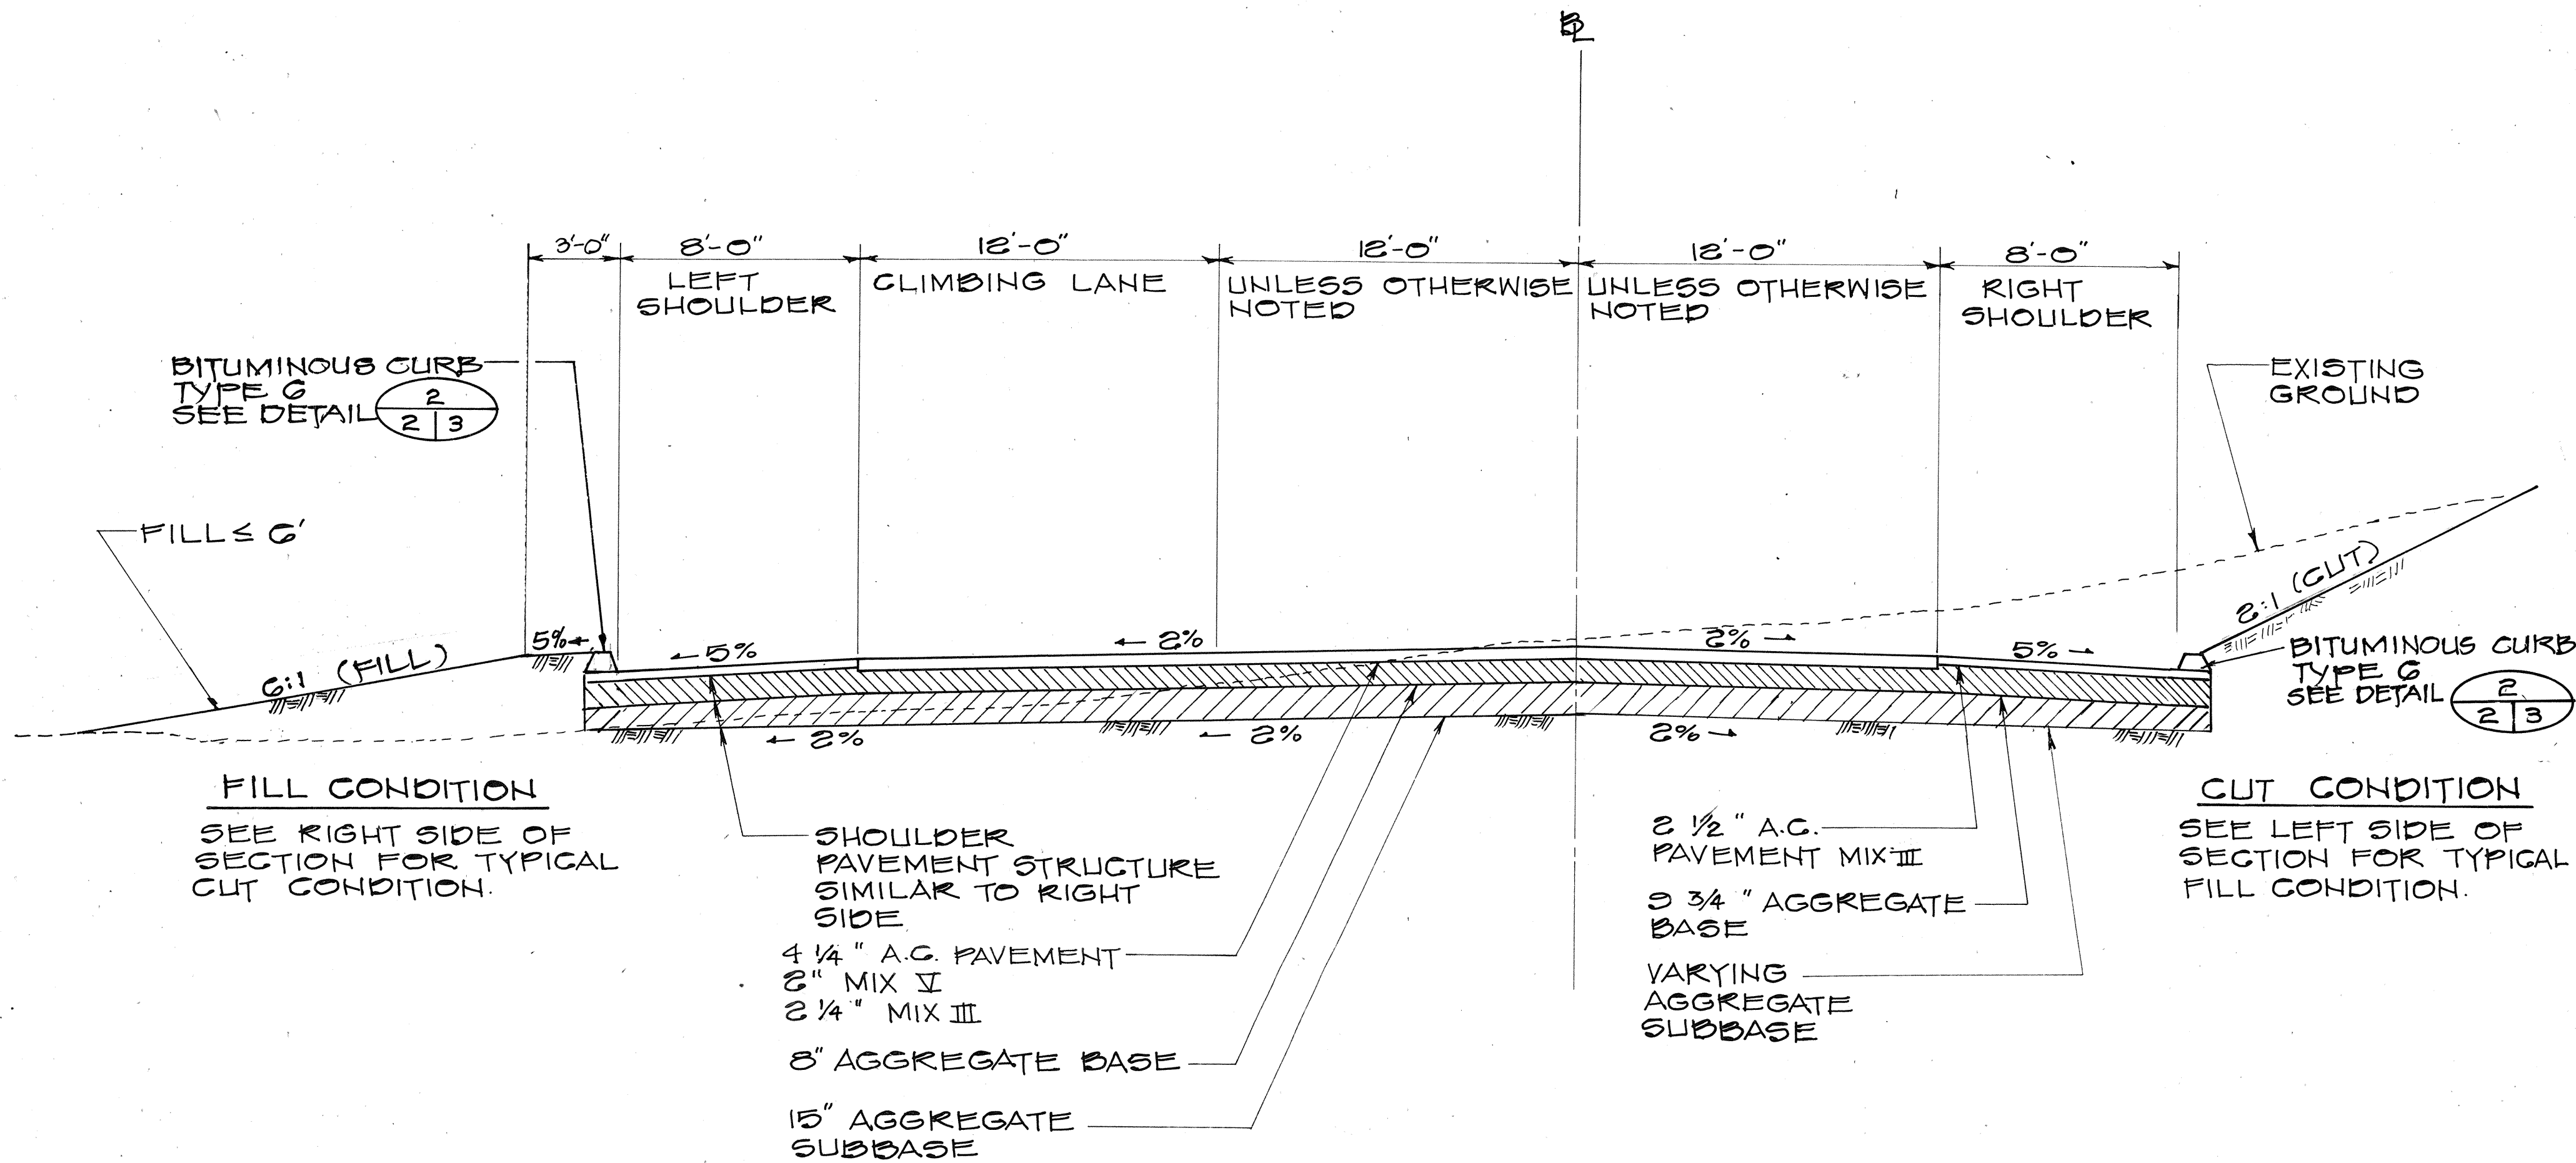 BL
3'-0" 8'-0" 12'-0" 12'-0" 12'-0" 8'-0"
LEFT
SHOULDER
CLIMBING LANE
UNLESS OTHERWISE
NOTED
UNLESS OTHERWISE
NOTED
RIGHT
SHOULDER
BITUMINOUS CURB
TYPE 6
SEE DETAIL
2
2 3
EXISTING
GROUND
FILL ≤ 6'
6:1 (FILL)
5%
← 5%
← 2%
2% →
5% →
2:1 (CUT)
BITUMINOUS CURB
TYPE 6
SEE DETAIL
2
2 3
← 2%
← 2%
2% →
FILL CONDITION
SEE RIGHT SIDE OF
SECTION FOR TYPICAL
CUT CONDITION.
SHOULDER
PAVEMENT STRUCTURE
SIMILAR TO RIGHT
SIDE
4 1/4" A.C. PAVEMENT
2" MIX V
2 1/4" MIX III
8" AGGREGATE BASE
15" AGGREGATE
SUBBASE
2 1/2" A.C.
PAVEMENT MIX III
9 3/4" AGGREGATE
BASE
VARYING
AGGREGATE
SUBBASE
CUT CONDITION
SEE LEFT SIDE OF
SECTION FOR TYPICAL
FILL CONDITION.